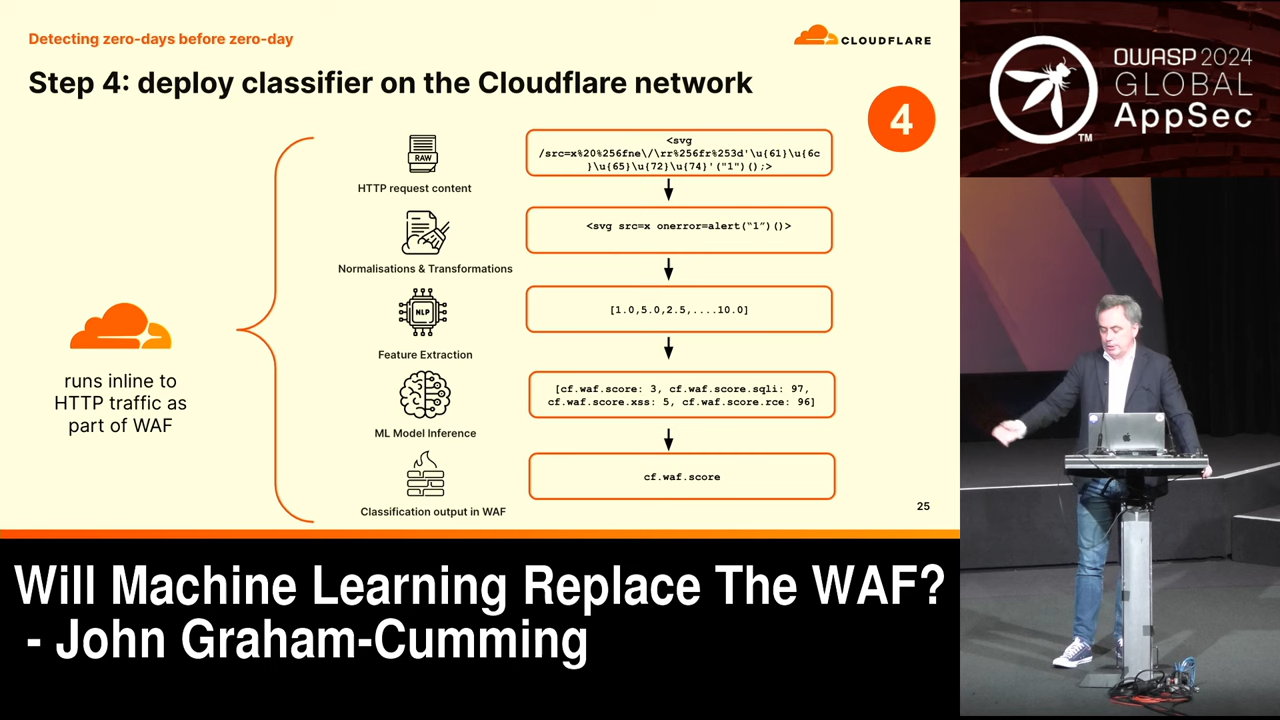 Detecting zero-days before zero-day
CLOUDFLARE
Step 4: deploy classifier on the Cloudflare network
4
RAW
HTTP request content
<svg
/src=x%20%256fne\/\rr%256fr%253d'\u{61}\u{6c
}\u{65}\u{72}\u{74}'("1")();>
Normalisations & Transformations
<svg src=x onerror=alert("1")()>
NLP
Feature Extraction
[1.0,5.0,2.5,....10.0]
ML Model Inference
[cf.waf.score: 3, cf.waf.score.sqli: 97,
cf.waf.score.xss: 5, cf.waf.score.rce: 96]
Classification output in WAF
cf.waf.score
runs inline to
HTTP traffic as
part of WAF
25
OWASP 2024
GLOBAL
AppSec
TM
Will Machine Learning Replace The WAF?
- John Graham-Cumming